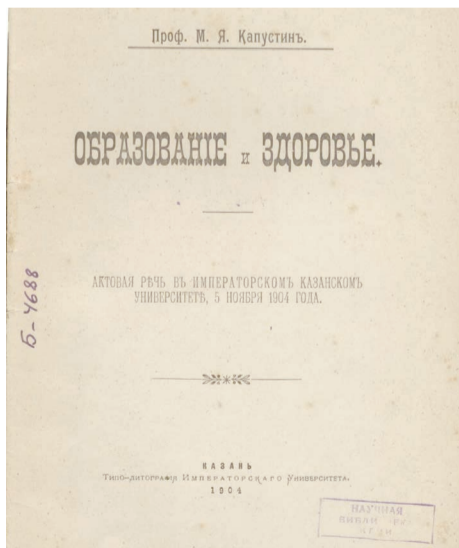 Проф. М. Я. Капустинъ.
ОБРАЗОВАНІЕ и ЗДОРОВЬЕ.
АКТОВАЯ РѢЧЬ ВЪ ИМПЕРАТОРСКОМЪ КАЗАНСКОМЪ
УНИВЕРСИТЕТѢ, 5 НОЯБРЯ 1904 ГОДА.
Б-4688
КАЗАНЬ
Типо-литографія Императорскаго Университета.
1904
НАУЧНАЯ